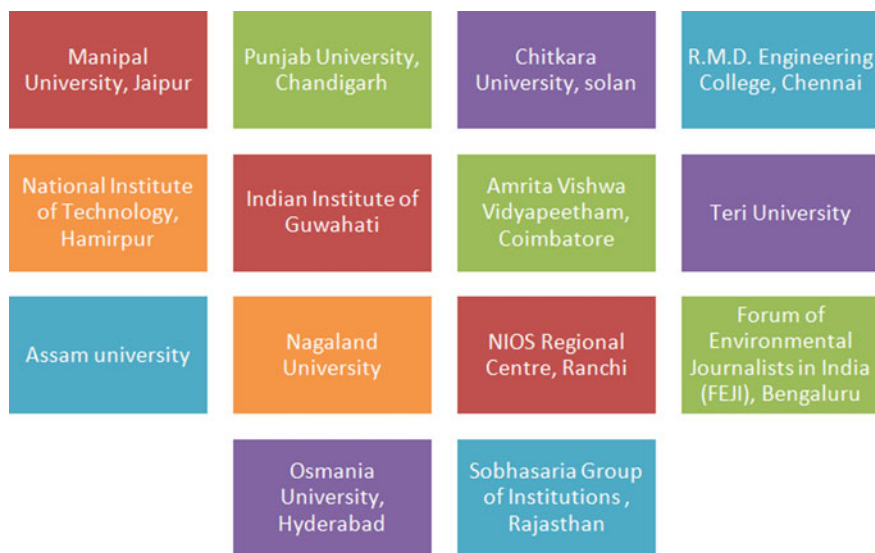 Manipal
University, Jaipur
Punjab University,
Chandigarh
Chitkara
University, solan
R.M.D. Engineering
College, Chennai
National Institute
of Technology,
Hamirpur
Indian Institute of
Guwahati
Amrita Vishwa
Vidyapeetham,
Coimbatore
Teri University
Assam university
Nagaland
University
NIOS Regional
Centre, Ranchi
Forum of
Environmental
Journalists in India
(FEJI), Bengaluru
Osmania
University,
Hyderabad
Sobhasaria Group
of Institutions ,
Rajasthan